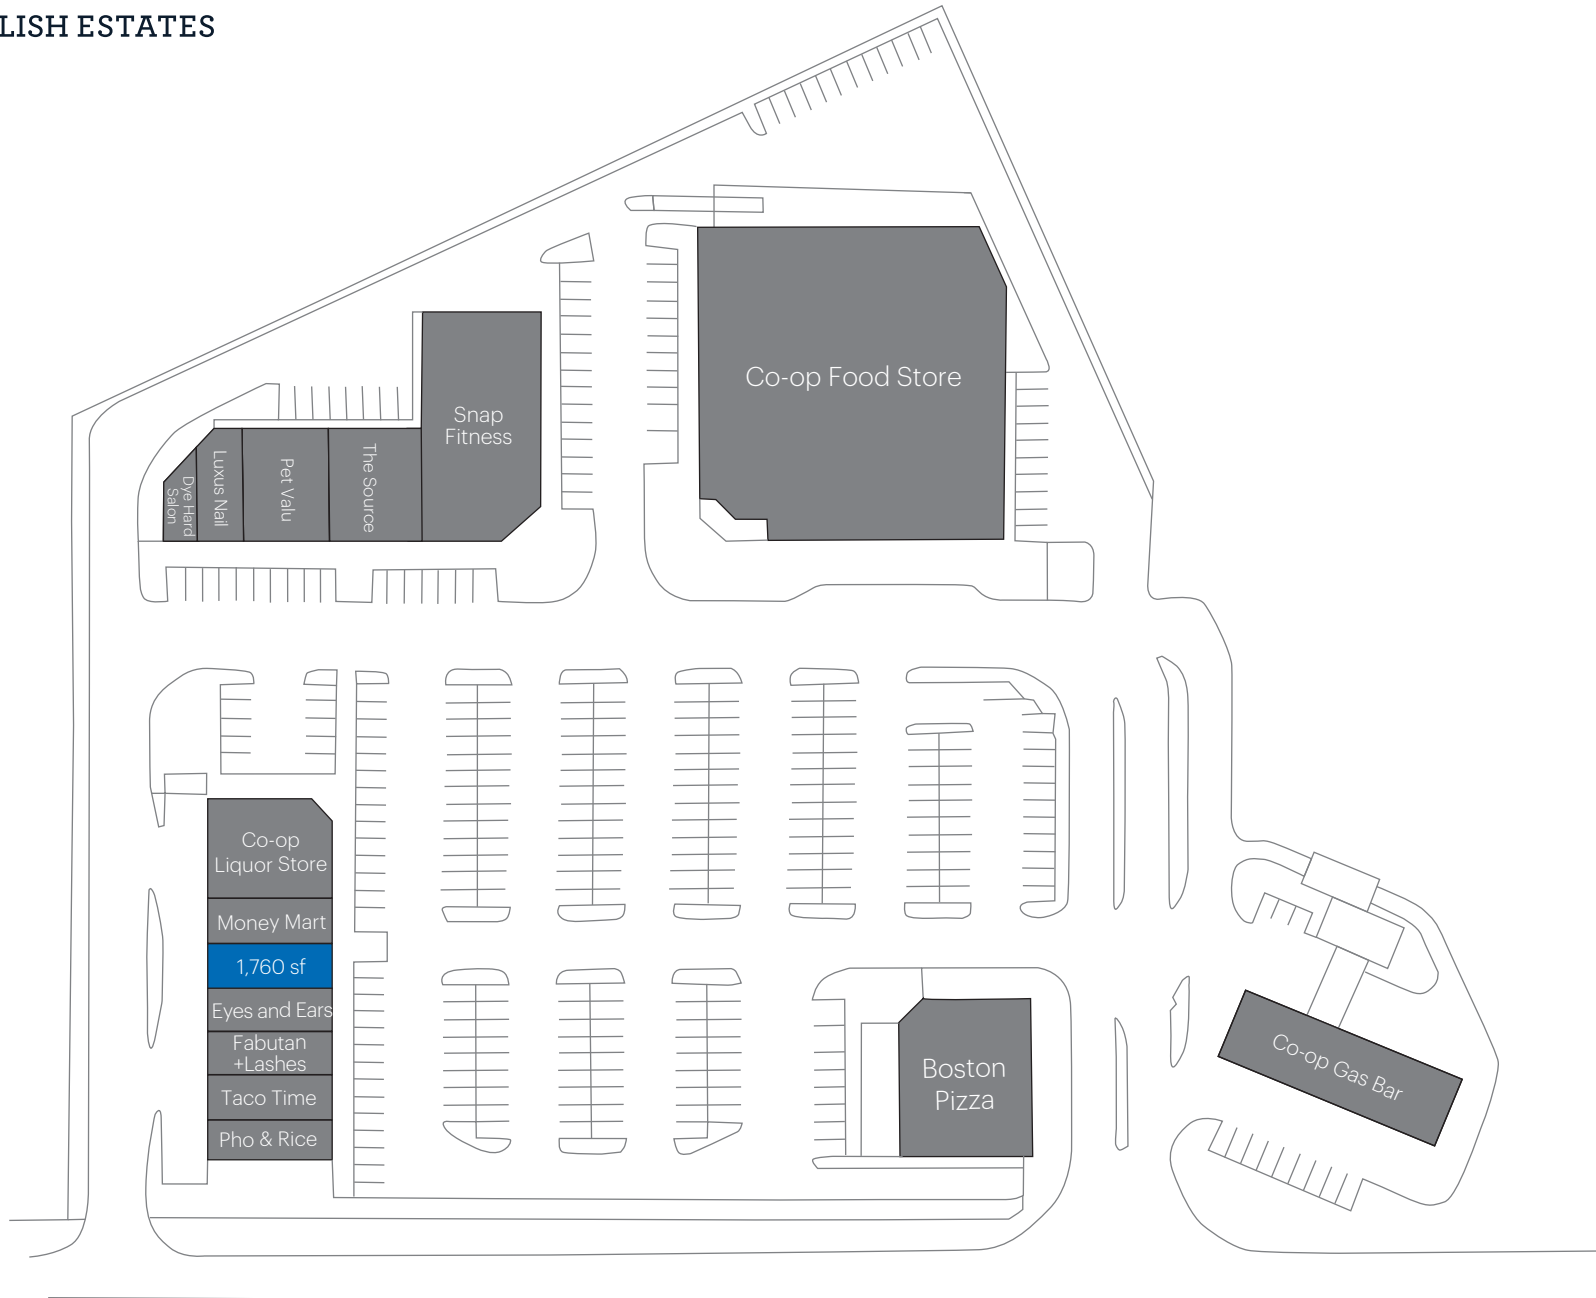 LISH ESTATES
Co-op Food Store
Snap
Fitness
The Source
Pet Valu
Luxus Nail
Dye Hard
Salon
Co-op
Liquor Store
Money Mart
1,760 sf
Eyes and Ears
Fabutan
+Lashes
Taco Time
Pho & Rice
Boston
Pizza
Co-op Gas Bar